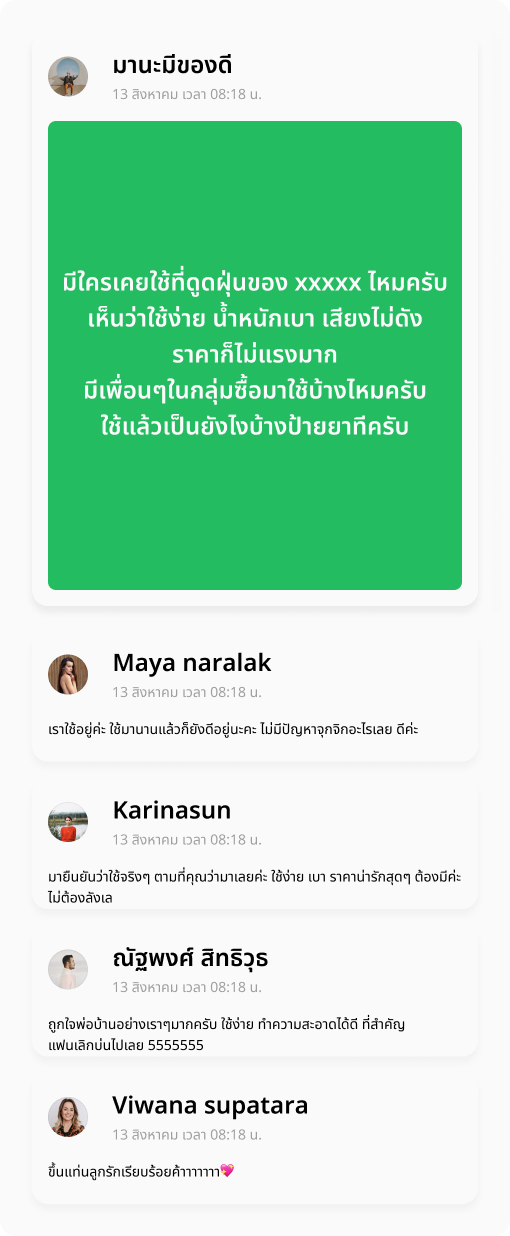 มานะมีของดี
13 สิงหาคม เวลา 08:18 น.
มีใครเคยใช้ที่ดูดฝุ่นของ xxxxx ไหมครับ
เห็นว่าใช้ง่าย น้ำหนักเบา เสียงไม่ดัง
ราคาก็ไม่แรงมาก
มีเพื่อนๆในกลุ่มซื้อมาใช้บ้างไหมครับ
ใช้แล้วเป็นยังไงบ้างป้ายยาทีครับ
Maya naralak
13 สิงหาคม เวลา 08:18 น.
เราใช้อยู่ค่ะ ใช้มานานแล้วก็ยังดีอยู่นะคะ ไม่มีปัญหาจุกจิกอะไรเลย ดีค่ะ
Karinasun
13 สิงหาคม เวลา 08:18 น.
มายืนยันว่าใช้จริงๆ ตามที่คุณว่ามาเลยค่ะ ใช้ง่าย เบา ราคาน่ารักสุดๆ ต้องมีค่ะ
ไม่ต้องลังเล
ณัฐพงศ์ สิทธิวุธ
13 สิงหาคม เวลา 08:18 น.
ถูกใจพ่อบ้านอย่างเราๆมากครับ ใช้ง่าย ทำความสะอาดได้ดี ที่สำคัญ
แฟนเลิกบ่นไปเลย 5555555
Viwana supatara
13 สิงหาคม เวลา 08:18 น.
ขึ้นแท่นลูกรักเรียบร้อยค้าาาาาาา💖